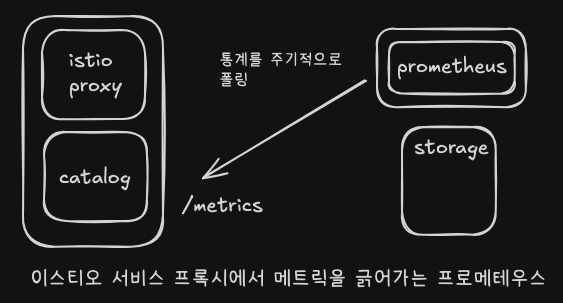 istio
proxy
catalog
통계를 주기적으로
폴링
/metrics
prometheus
storage
이스티오 서비스 프록시에서 메트릭을 긁어가는 프로메테우스